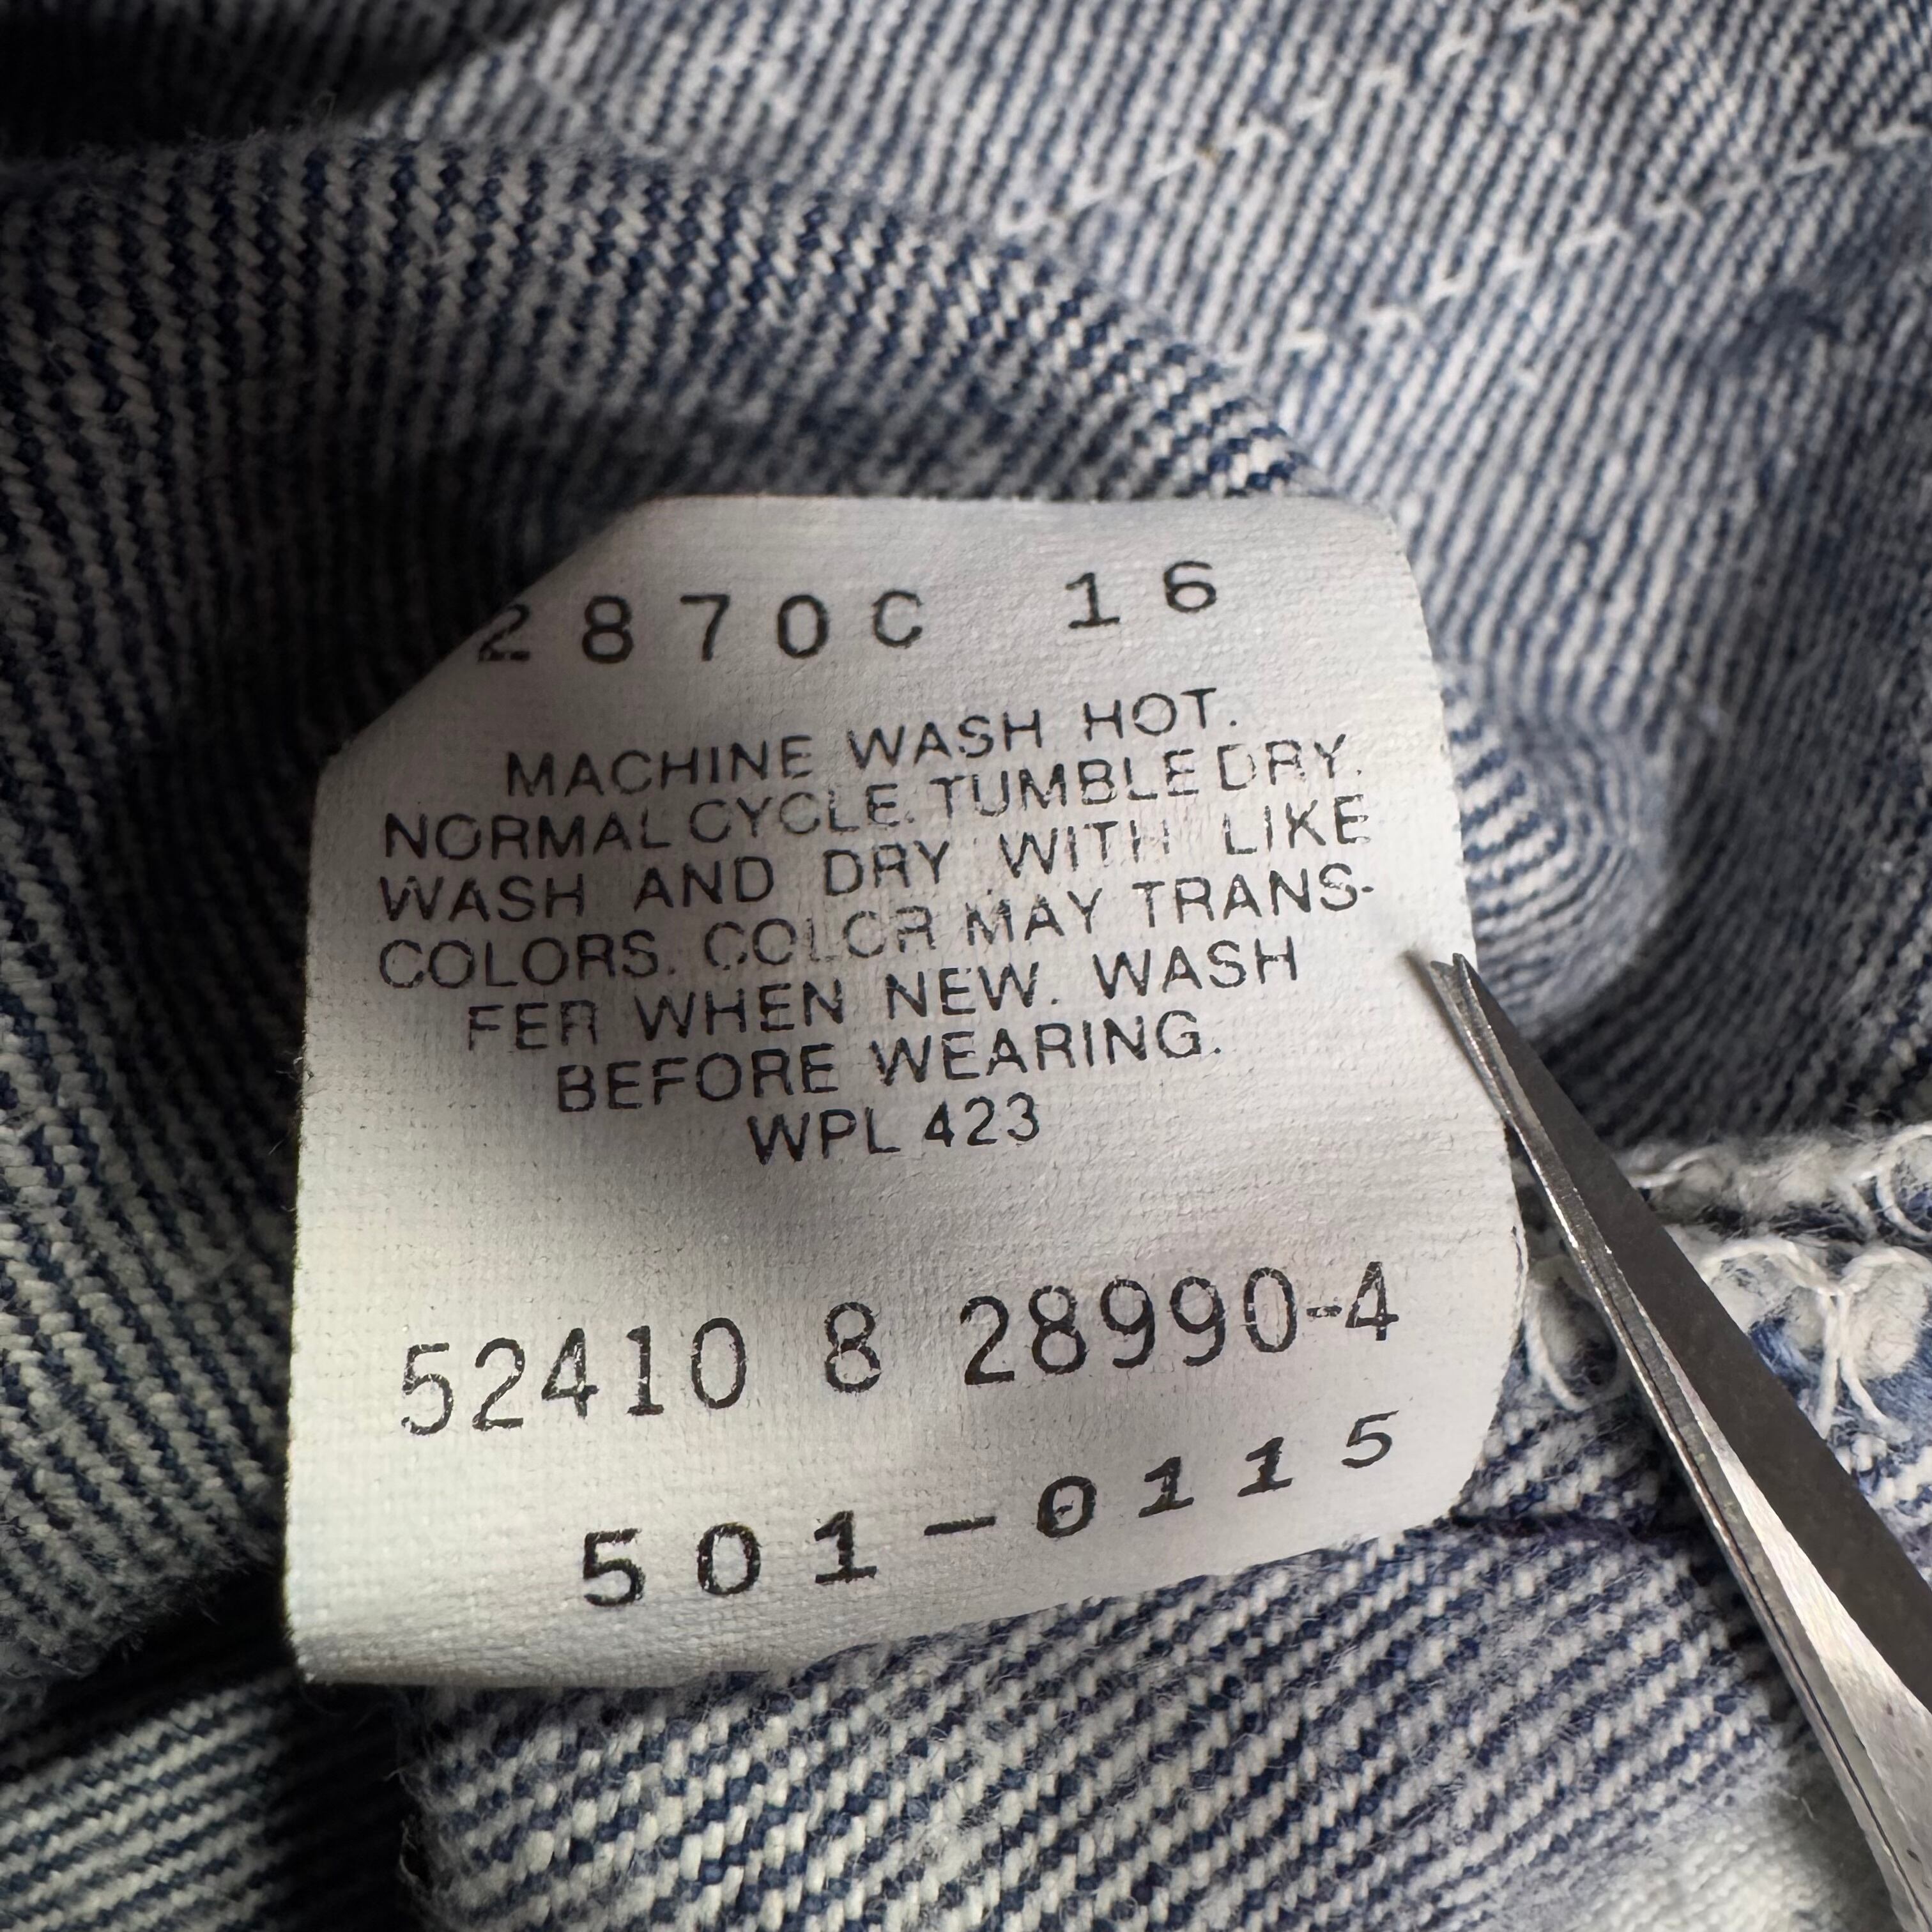 2870C 16
MACHINE WASH HOT.
NORMAL CYCLE. TUMBLE DRY.
WASH AND DRY WITH LIKE
COLORS. COLOR MAY TRANS-
FER WHEN NEW. WASH
BEFORE WEARING.
WPL 423
52410 8 28990-4
501-0115